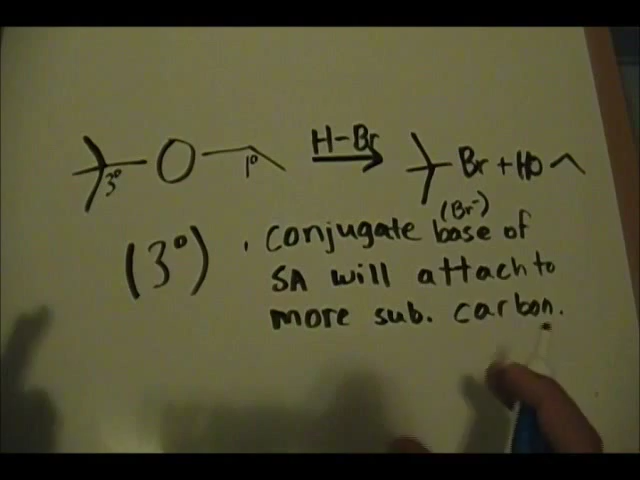 3° O 1° H-Br Br + HO
(3°) . conjugate base of
(Br⁻)
SA will attach to
more sub. carbon.